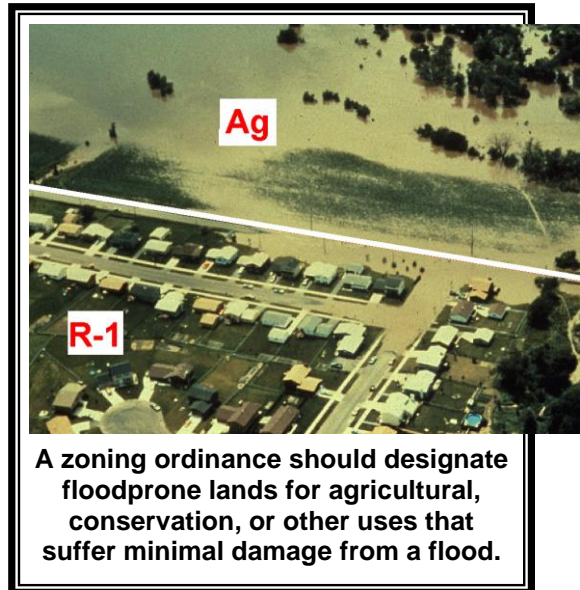 Ag
R-1
A zoning ordinance should designate
floodprone lands for agricultural,
conservation, or other uses that
suffer minimal damage from a flood.